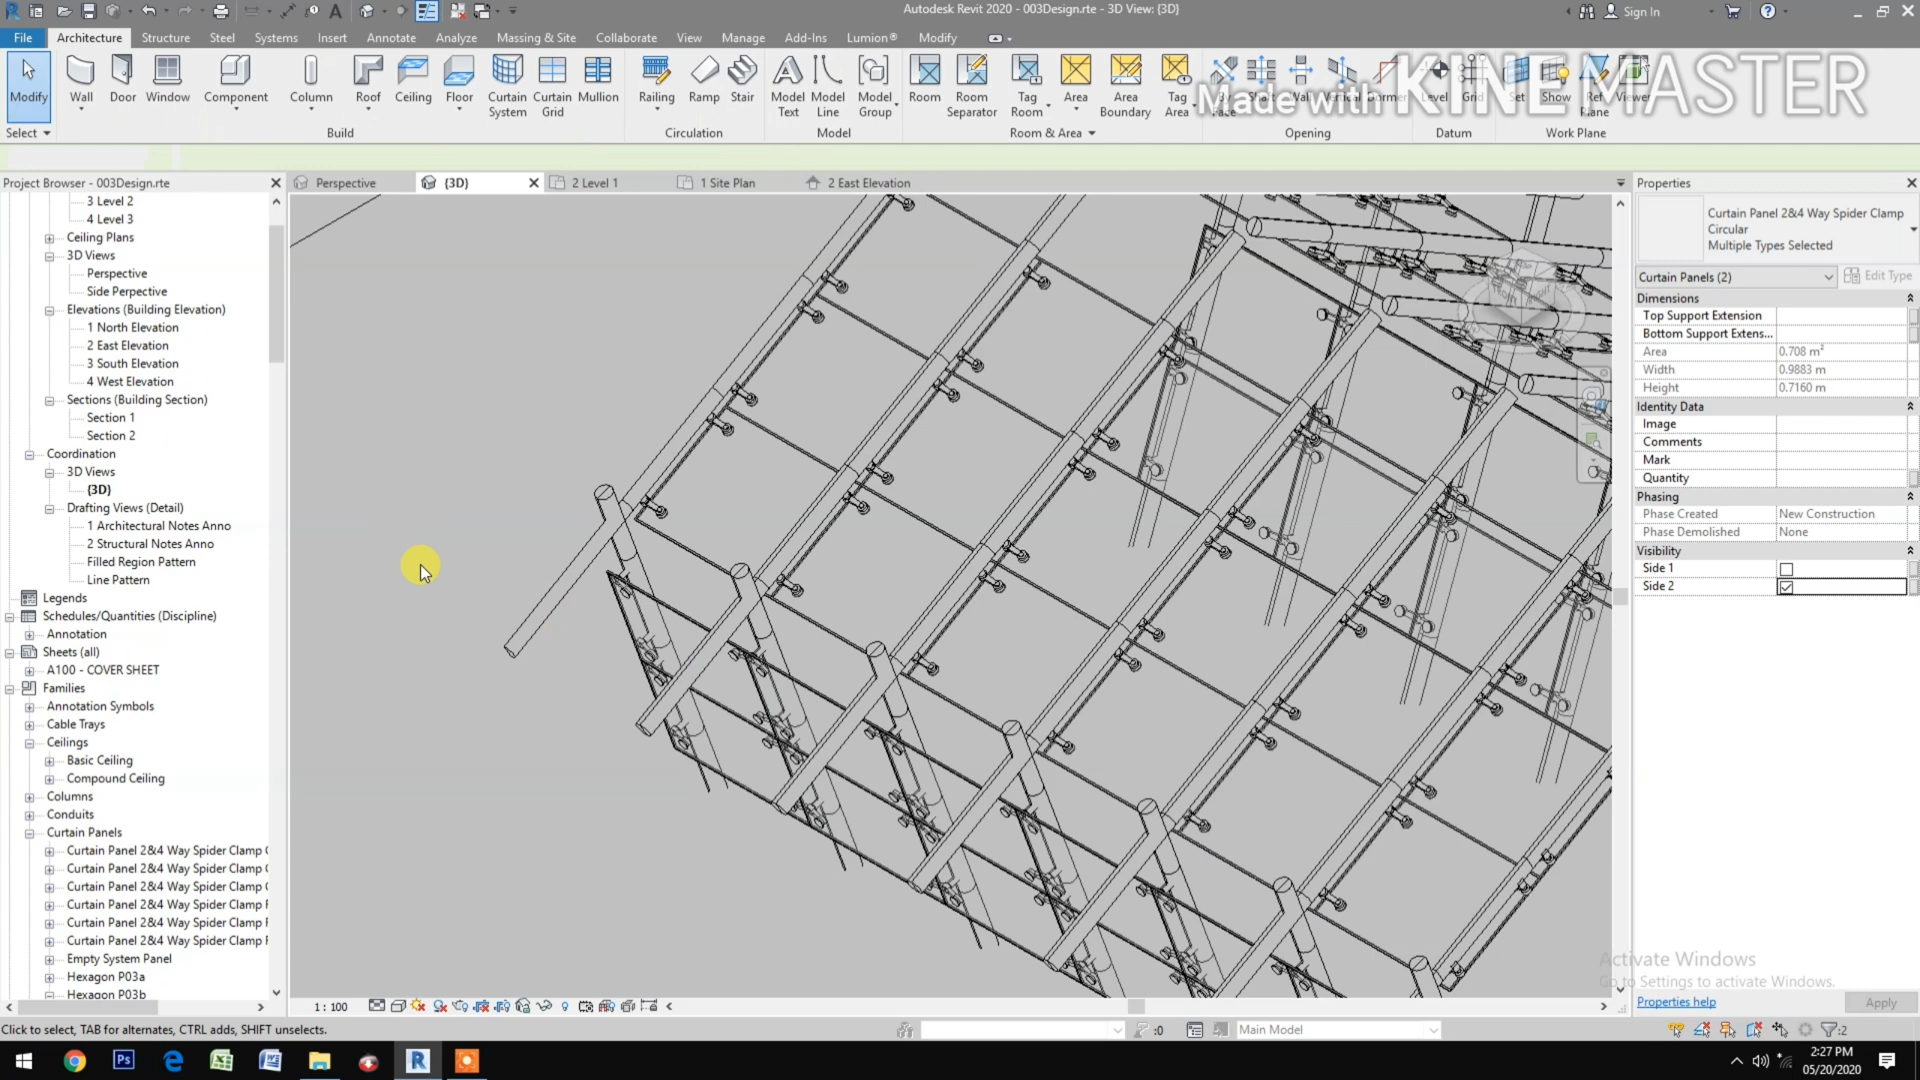 Autodesk Revit 2020 - 003Design.rte - 3D View: {3D}
Sign In
File Architecture Structure Steel Systems Insert Annotate Analyze Massing & Site Collaborate View Manage Add-Ins Lumion® Modify
Modify Wall Door Window Component Column Roof Ceiling Floor Curtain System Curtain Grid Mullion Railing Ramp Stair Model Text Model Line Model Group Room Room Separator Tag Room Area Area Boundary Tag Area
Made with KINEMASTER
Select Build Circulation Model Room & Area Opening Datum Work Plane
Project Browser - 003Design.rte
Perspective {3D} 2 Level 1 1 Site Plan 2 East Elevation
3 Level 2
4 Level 3
Ceiling Plans
3D Views
Perspective
Side Perpective
Elevations (Building Elevation)
1 North Elevation
2 East Elevation
3 South Elevation
4 West Elevation
Sections (Building Section)
Section 1
Section 2
Coordination
3D Views
{3D}
Drafting Views (Detail)
1 Architectural Notes Anno
2 Structural Notes Anno
Filled Region Pattern
Line Pattern
Legends
Schedules/Quantities (Discipline)
Annotation
Sheets (all)
A100 - COVER SHEET
Families
Annotation Symbols
Cable Trays
Ceilings
Basic Ceiling
Compound Ceiling
Columns
Conduits
Curtain Panels
Curtain Panel 2&4 Way Spider Clamp
Curtain Panel 2&4 Way Spider Clamp
Curtain Panel 2&4 Way Spider Clamp
Curtain Panel 2&4 Way Spider Clamp
Curtain Panel 2&4 Way Spider Clamp
Curtain Panel 2&4 Way Spider Clamp
Empty System Panel
Hexagon P03a
Hexagon P03b
Properties
Curtain Panel 2&4 Way Spider Clamp
Circular
Multiple Types Selected
Curtain Panels (2) Edit Type
Dimensions
Top Support Extension
Bottom Support Extens...
Area 0.708 m²
Width 0.9883 m
Height 0.7160 m
Identity Data
Image
Comments
Mark
Quantity
Phasing
Phase Created New Construction
Phase Demolished None
Visibility
Side 1
Side 2
Activate Windows
Go to Settings to activate Windows.
Properties help Apply
1 : 100
Click to select, TAB for alternates, CTRL adds, SHIFT unselects.
:0 Main Model :2
2:27 PM
05/20/2020